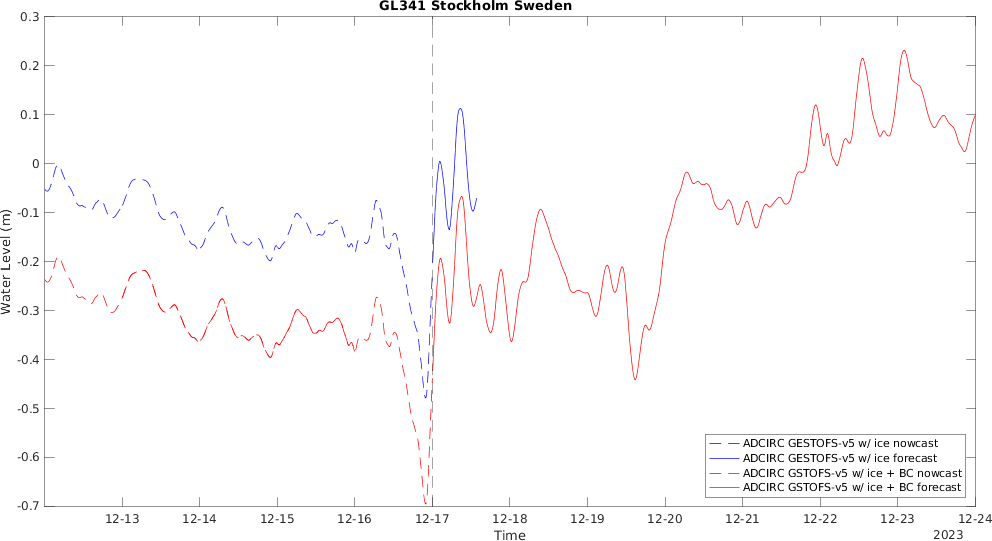 GL341 Stockholm Sweden
0.3
0.2
0.1
0
-0.1
-0.2
-0.3
-0.4
-0.5
-0.6
-0.7
Water Level (m)
ADCIRC GESTOFS-v5 w/ ice nowcast
ADCIRC GESTOFS-v5 w/ ice forecast
ADCIRC GSTOFS-v5 w/ ice + BC nowcast
ADCIRC GSTOFS-v5 w/ ice + BC forecast
12-13 12-14 12-15 12-16 12-17 12-18 12-19 12-20 12-21 12-22 12-23 12-24
Time
2023